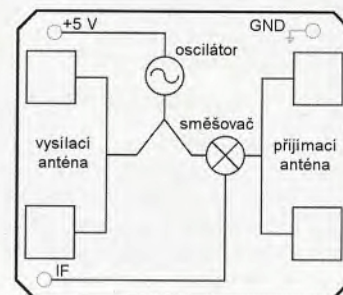 +5 V
GND
oscilátor
směšovač
vysílací
anténa
přijímací
anténa
IF